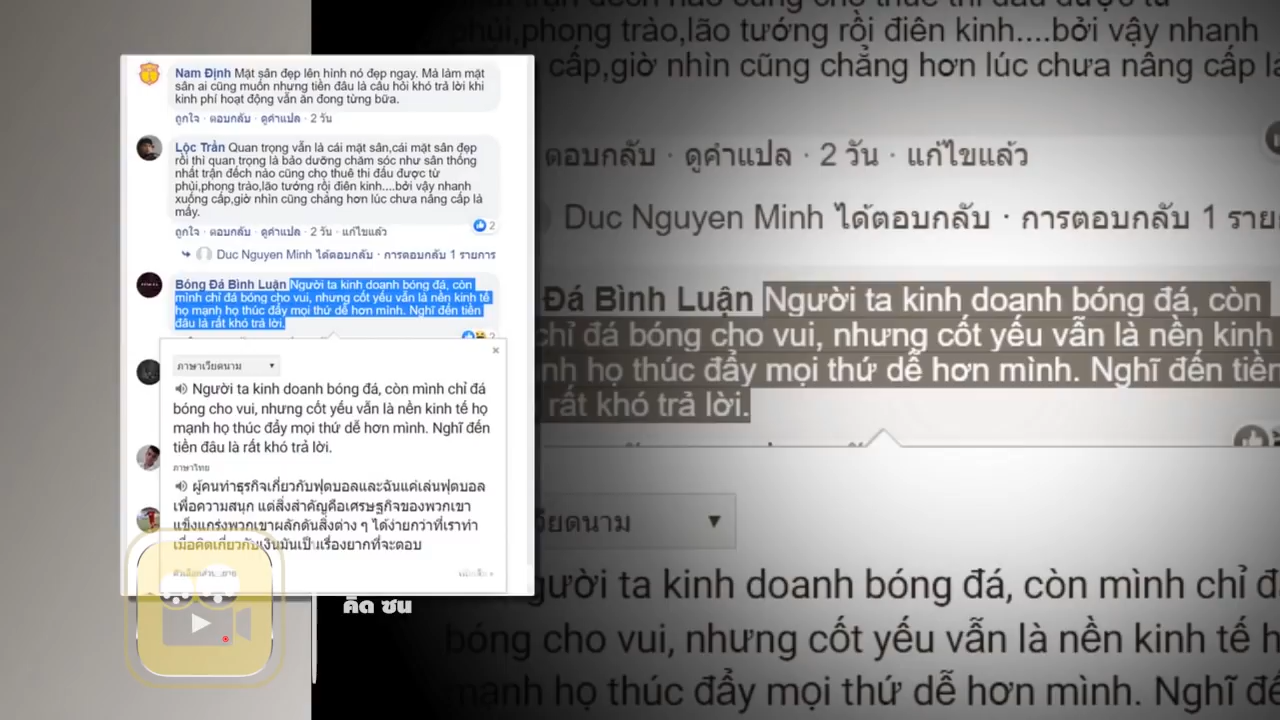 Nam Định Mặt sân đẹp lên hình nó đẹp ngay. Mà làm mặt
sân ai cũng muốn nhưng tiền đâu là câu hỏi khó trả lời khi
kinh phí hoạt động vẫn ăn đong từng bữa.
ถูกใจ · ตอบกลับ · ดูคำแปล · 2 วัน
Lộc Trần Quan trọng vẫn là cái mặt sân,cái mặt sân đẹp
rồi thì quan trọng là bảo dưỡng chăm sóc như sân thống
nhất trận đếch nào cũng cho thuê thi đấu được từ
phủi,phong trào,lão tướng rồi điên kinh....bởi vậy nhanh
xuống cấp,giờ nhìn cũng chẳng hơn lúc chưa nâng cấp là
mấy.
2
ถูกใจ · ตอบกลับ · ดูคำแปล · 2 วัน · แก้ไขแล้ว
Duc Nguyen Minh ได้ตอบกลับ · การตอบกลับ 1 รายการ
Bóng Đá Bình Luận Người ta kinh doanh bóng đá, còn
mình chỉ đá bóng cho vui, nhưng cốt yếu vẫn là nền kinh tế
họ mạnh họ thúc đẩy mọi thứ dễ hơn mình. Nghĩ đến tiền
đâu là rất khó trả lời.
2
×
ภาษาเวียดนาม ▼
Người ta kinh doanh bóng đá, còn mình chỉ đá
bóng cho vui, nhưng cốt yếu vẫn là nền kinh tế họ
mạnh họ thúc đẩy mọi thứ dễ hơn mình. Nghĩ đến
tiền đâu là rất khó trả lời.
ภาษาไทย
ผู้คนทำธุรกิจเกี่ยวกับฟุตบอลและฉันแค่เล่นฟุตบอล
เพื่อความสนุก แต่สิ่งสำคัญคือเศรษฐกิจของพวกเขา
แข็งแกร่งพวกเขาผลักดันสิ่งต่าง ๆ ได้ง่ายกว่าที่เราทำ
เมื่อคิดเกี่ยวกับเงินมันเป็นเรื่องยากที่จะตอบ
คิด ซน
phủi,phong trào,lão tướng rồi điên kinh....bởi vậy nhanh
cấp,giờ nhìn cũng chẳng hơn lúc chưa nâng cấp là
ตอบกลับ · ดูคำแปล · 2 วัน · แก้ไขแล้ว
Duc Nguyen Minh ได้ตอบกลับ · การตอบกลับ 1 ราย
Đá Bình Luận Người ta kinh doanh bóng đá, còn
chỉ đá bóng cho vui, nhưng cốt yếu vẫn là nền kinh
nh họ thúc đẩy mọi thứ dễ hơn mình. Nghĩ đến tiền
rất khó trả lời.
วียดนาม ▼
gười ta kinh doanh bóng đá, còn mình chỉ đ
bóng cho vui, nhưng cốt yếu vẫn là nền kinh tế h
mạnh họ thúc đẩy mọi thứ dễ hơn mình. Nghĩ đế